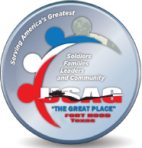 Serving America's Greatest
Soldiers
Families
Leaders
and Community
USAG
"THE GREAT PLACE"
FORT HOOD
Texas